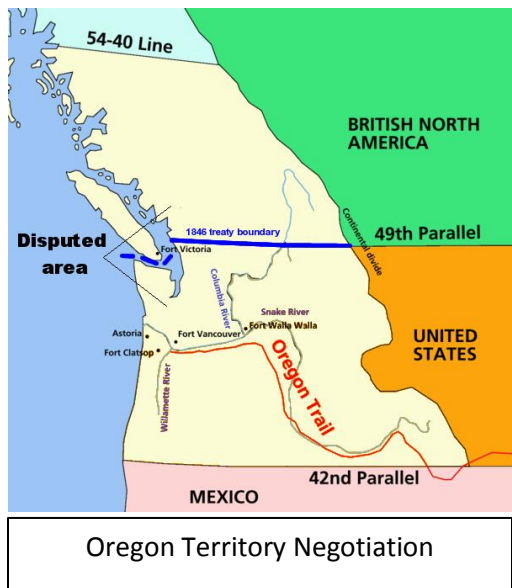 54-40 Line
BRITISH NORTH
AMERICA
1846 treaty boundary
49th Parallel
Continental divide
Disputed
area
Fort Victoria
Columbia River
Snake River
Fort Walla Walla
Astoria
Fort Vancouver
Fort Clatsop
UNITED
STATES
Oregon Trail
Willamette River
42nd Parallel
MEXICO
Oregon Territory Negotiation